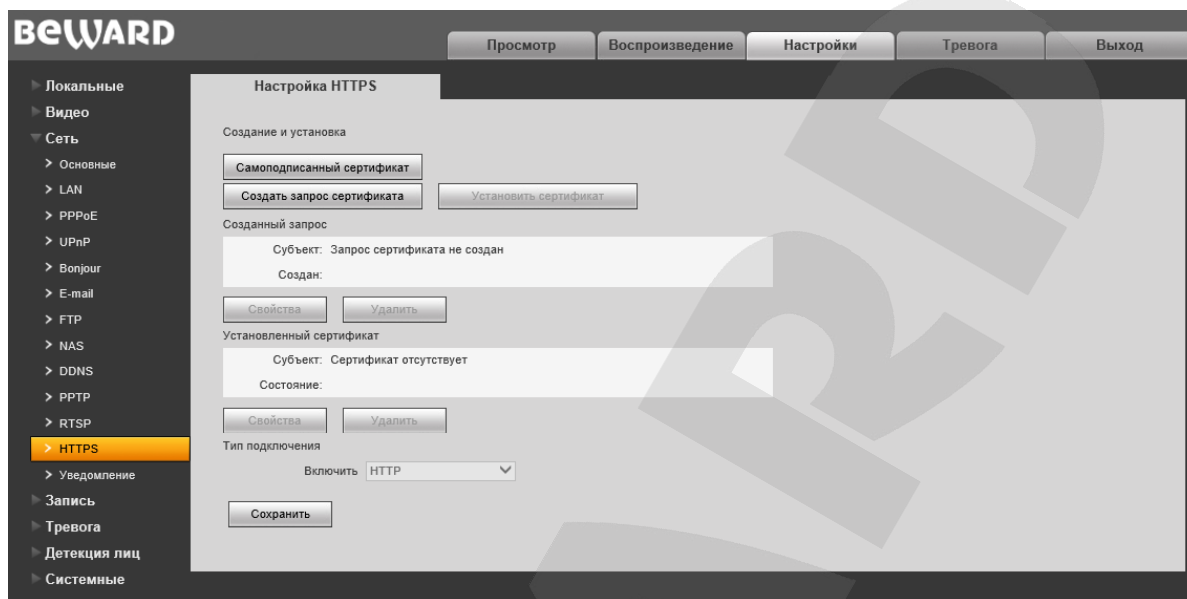 BEWARD
Просмотр
Воспроизведение
Настройки
Тревога
Выход
Локальные
Видео
Сеть
Основные
LAN
PPPoE
UPnP
Bonjour
E-mail
FTP
NAS
DDNS
PPTP
RTSP
HTTPS
Уведомление
Запись
Тревога
Детекция лиц
Системные
Настройка HTTPS
Создание и установка
Самоподписанный сертификат
Создать запрос сертификата Установить сертификат
Созданный запрос
Субъект: Запрос сертификата не создан
Создан:
Свойства Удалить
Установленный сертификат
Субъект: Сертификат отсутствует
Состояние:
Свойства Удалить
Тип подключения
Включить HTTP
Сохранить